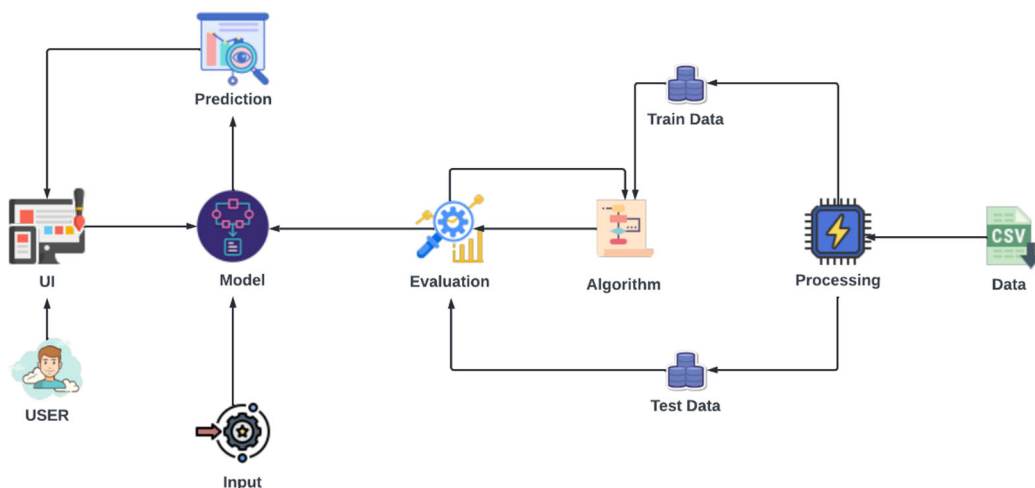 Prediction
Train Data
CSV
UI
Model
Evaluation
Algorithm
Processing
Data
USER
Test Data
Input